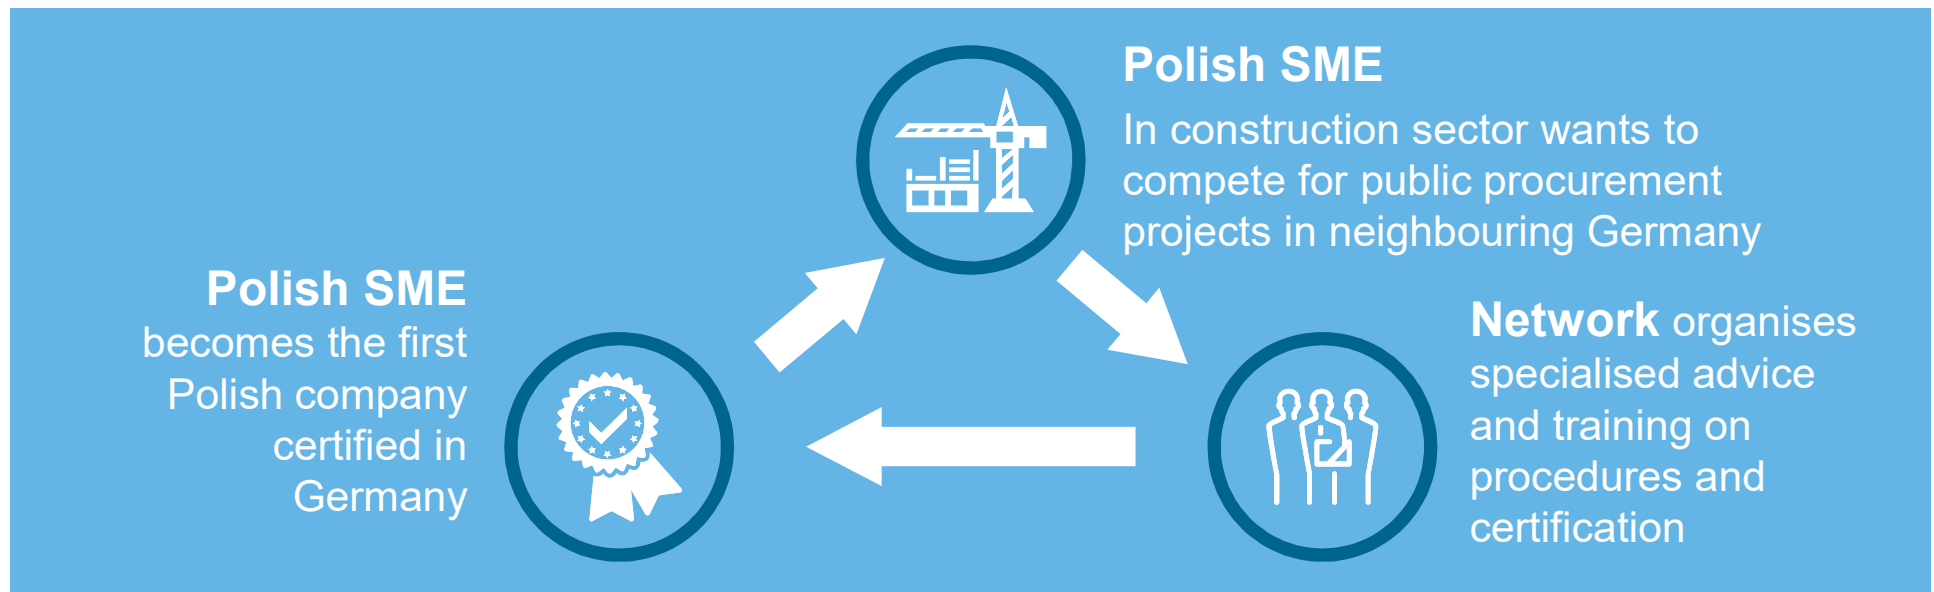 Polish SME
In construction sector wants to
compete for public procurement
projects in neighbouring Germany
Network organises
specialised advice
and training on
procedures and
certification
Polish SME
becomes the first
Polish company
certified in
Germany